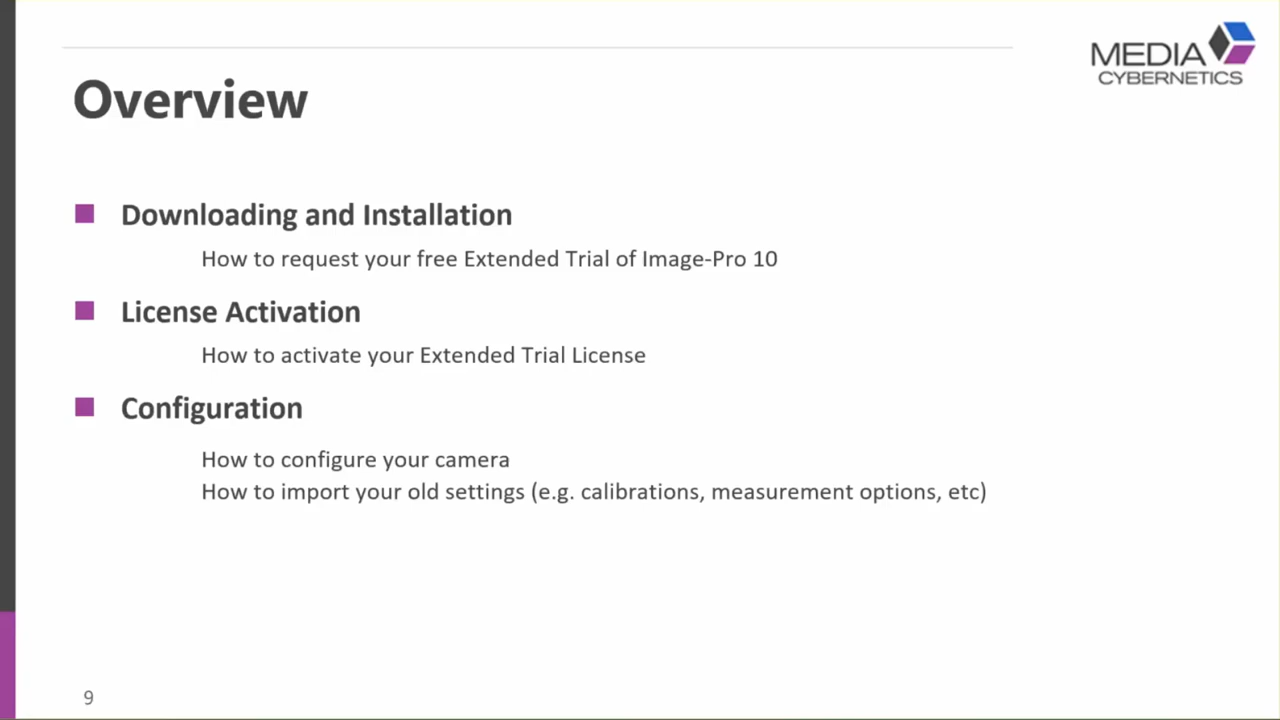 MEDIA
CYBERNETICS
Overview
Downloading and Installation
How to request your free Extended Trial of Image-Pro 10
License Activation
How to activate your Extended Trial License
Configuration
How to configure your camera
How to import your old settings (e.g. calibrations, measurement options, etc)
9